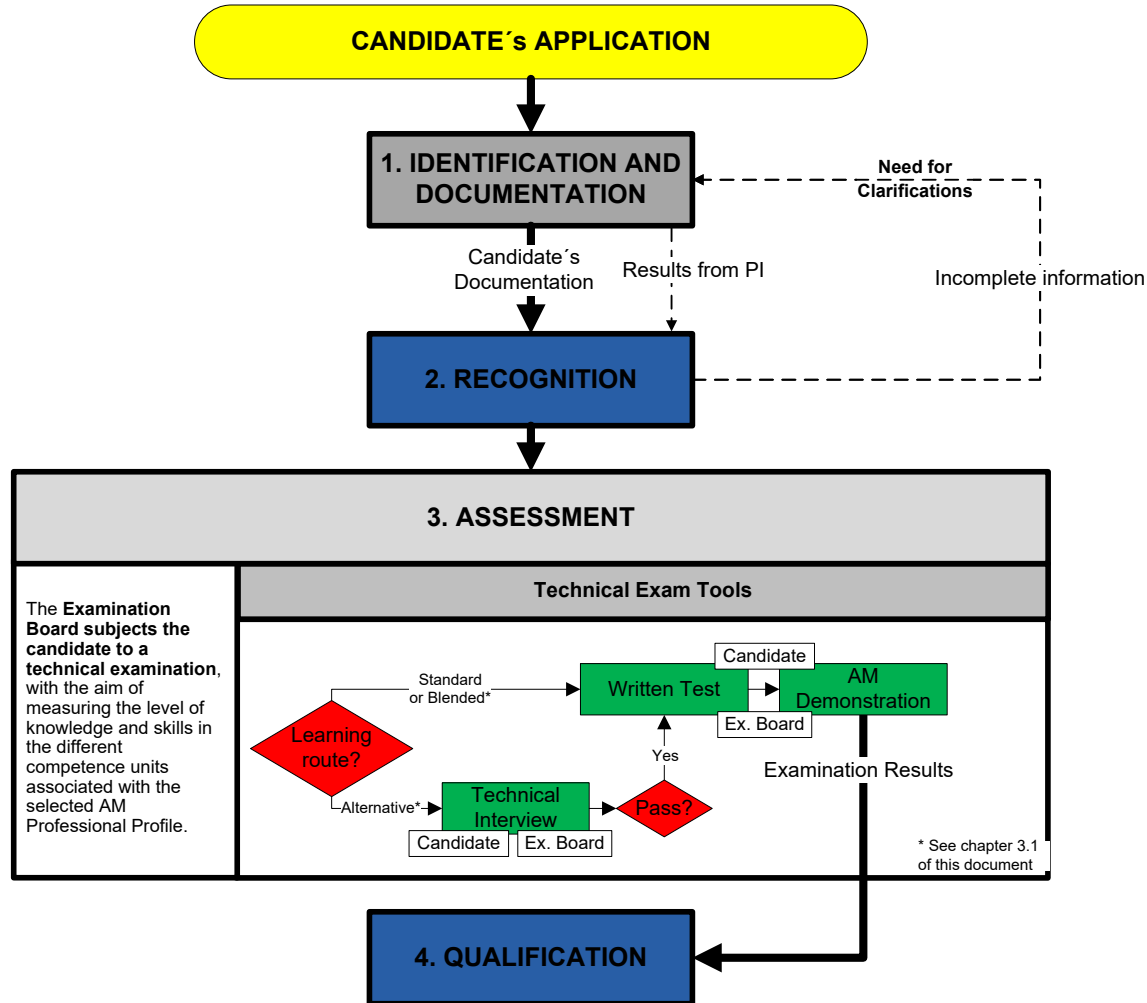 CANDIDATE´s APPLICATION
1. IDENTIFICATION AND
DOCUMENTATION
Need for
Clarifications
Candidate´s
Documentation
Results from PI
Incomplete information
2. RECOGNITION
3. ASSESSMENT
The Examination
Board subjects the
candidate to a
technical examination,
with the aim of
measuring the level of
knowledge and skills in
the different
competence units
associated with the
selected AM
Professional Profile.
Technical Exam Tools
Candidate
Standard
or Blended*
Written Test
AM
Demonstration
Ex. Board
Learning
route?
Yes
Examination Results
Alternative*
Technical
Interview
Pass?
Candidate
Ex. Board
* See chapter 3.1
of this document
4. QUALIFICATION